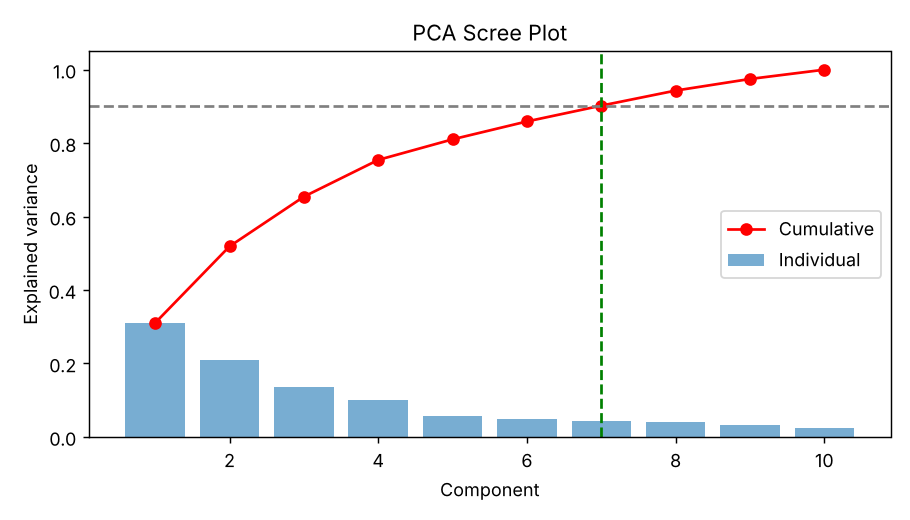 PCA Scree Plot
1.0
0.8
0.6
0.4
0.2
0.0
Explained variance
Cumulative
Individual
2 4 6 8 10
Component